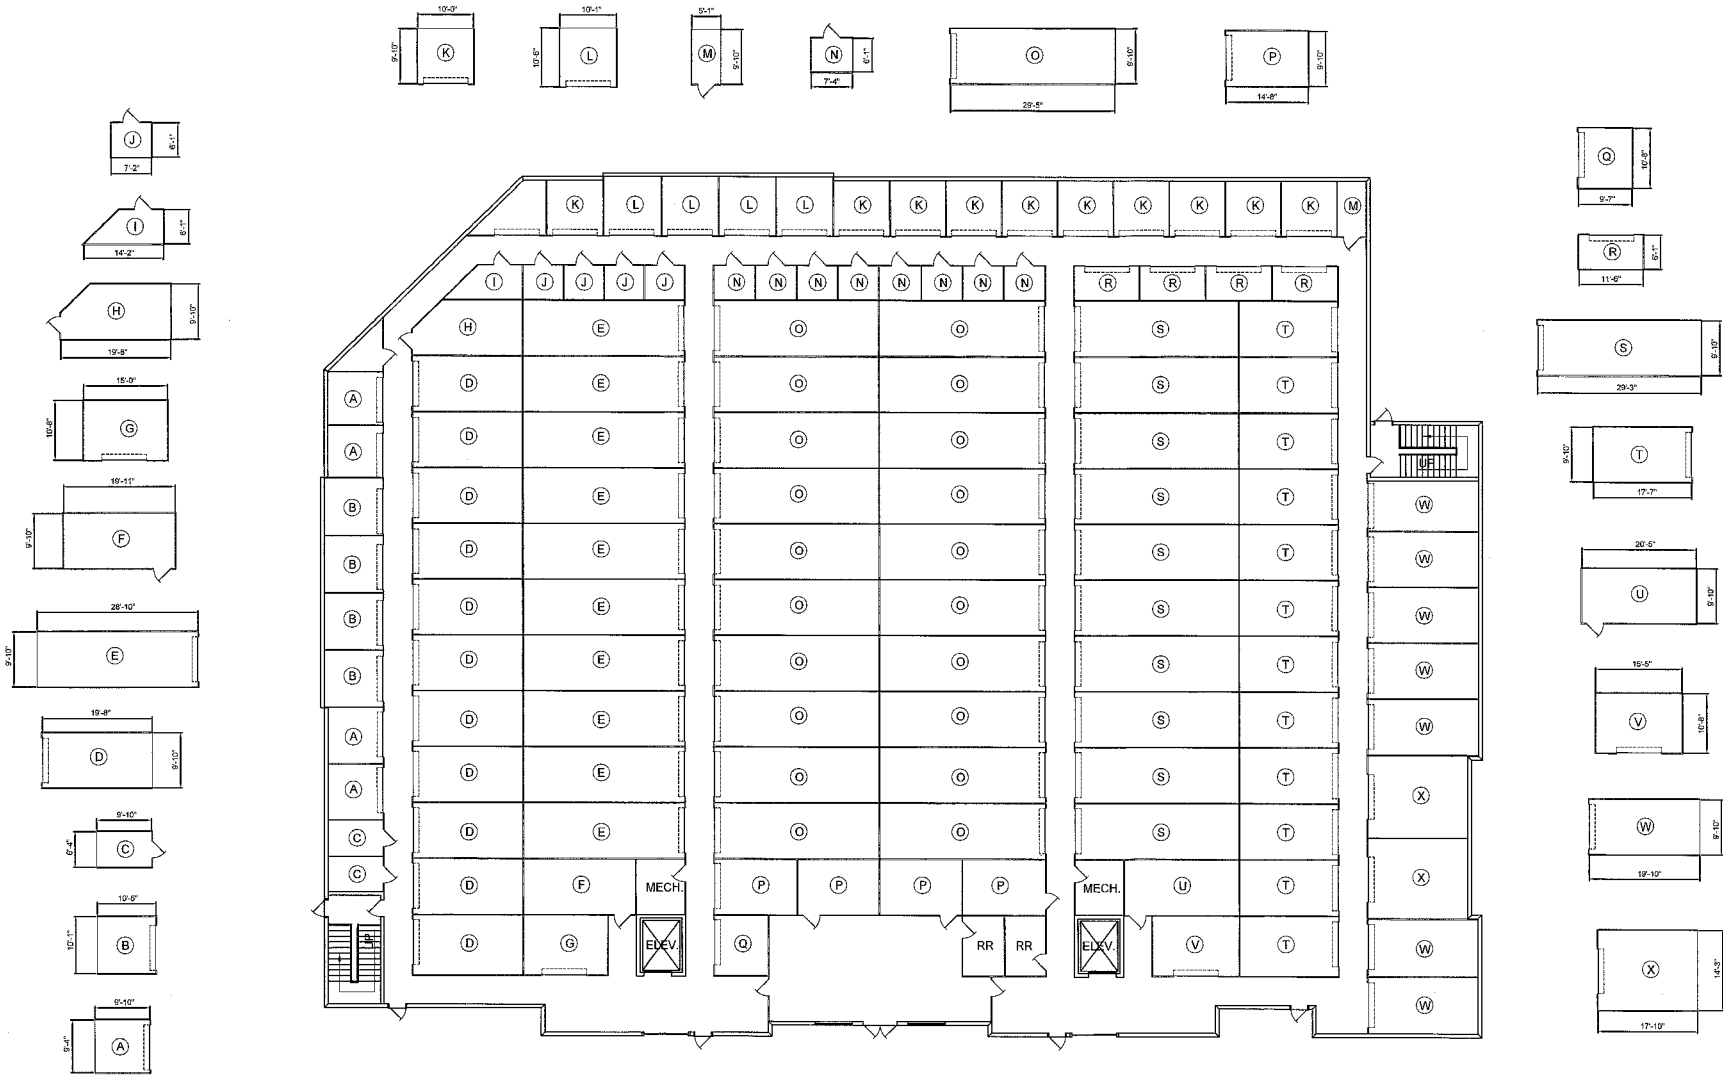 10'-0"
9'-10"
K
10'-1"
L
5'-1"
M
9'-10"
N
6'-1"
7'-4"
O
9'-10"
29'-5"
P
9'-10"
14'-8"
J
6'-1"
7'-2"
I
6'-1"
14'-2"
H
9'-10"
19'-8"
15'-0"
10'-8"
G
19'-11"
9'-10"
F
28'-10"
9'-10"
E
19'-8"
D
9'-10"
9'-10"
6'-4"
C
10'-6"
10'-1"
B
9'-10"
9'-4"
A
K L L L L K K K K K K K K K M
I J J J J N N N N N N N N R R R R
H E O O S T
D E O O S T
D E O O S T
D E O O S T
D E O O S T
D E O O S T
D E O O S T
D E O O S T
D E O O S T
D E O O S T
D F MECH. P P P P MECH. U T
D G ELEV. Q RR RR ELEV. V T
A
A
B
B
B
B
A
A
C
C
UP
UP
W
W
W
W
W
X
X
W
W
Q
10'-8"
9'-7"
R
6'-1"
11'-6"
S
9'-10"
29'-3"
9'-10"
T
17'-7"
20'-5"
U
9'-10"
15'-5"
V
10'-8"
W
9'-10"
19'-10"
X
14'-3"
17'-10"